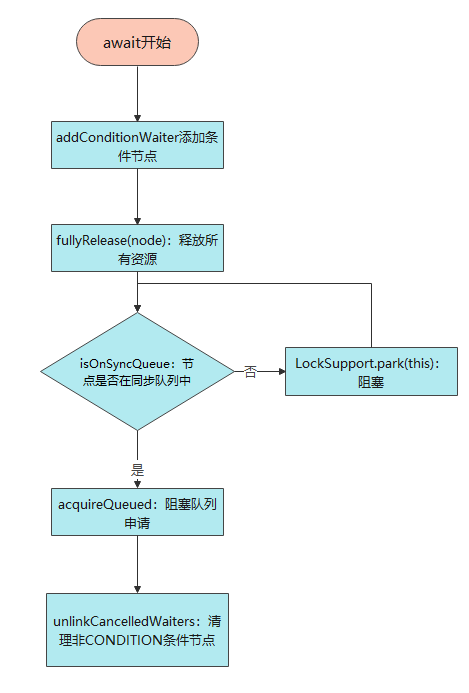 await开始
addConditionWaiter添加条
件节点
fullyRelease(node)：释放所
有资源
isOnSyncQueue：节
点是否在同步队列中
否
LockSupport.park(this)：
阻塞
是
acquireQueued：阻塞队列
申请
unlinkCancelledWaiters：清
理非CONDITION条件节点